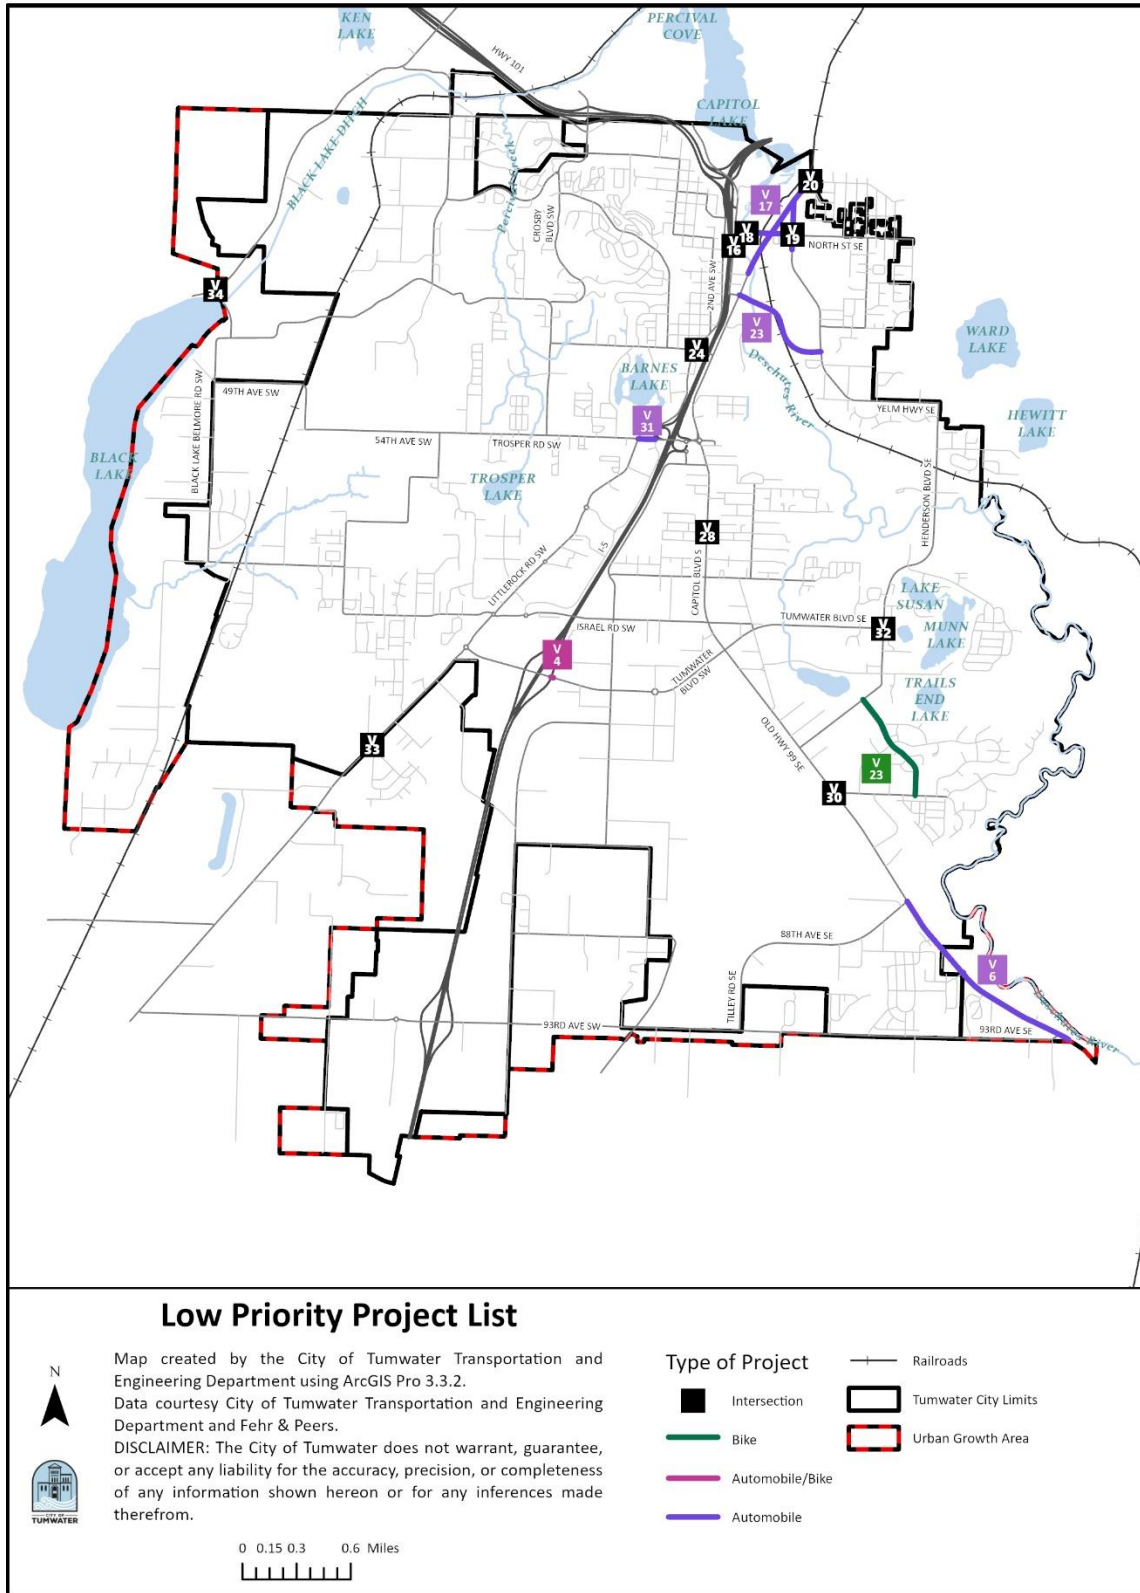 KEN
LAKE
PERCIVAL
COVE
HWY 101
CAPITOL
LAKE
BLACK LAKE DITCH
Percival Creek
V
20
V
17
CROSBY
BLVD SW
V
18
V
16
V
19
NORTH ST SE
2ND AVE SW
V
34
V
23
WARD
LAKE
V
24
BARNES
LAKE
Deschutes
River
49TH AVE SW
BLACK LAKE BELMORE RD SW
V
31
YELM HWY SE
HEWITT
LAKE
54TH AVE SW
TROSPER RD SW
BLACK
LAKE
TROSPER
LAKE
HENDERSON BLVD SE
V
28
I-5
LITTLEROCK RD SW
CAPITOL BLVD S
LAKE
SUSAN
TUMWATER BLVD SE
ISRAEL RD SW
V
32
MUNN
LAKE
V
4
TUMWATER
BLVD SW
TRAILS
END
LAKE
OLD HWY 99 SE
V
33
V
23
V
30
88TH AVE SE
V
6
TILLEY RD SE
93RD AVE SW
93RD AVE SE
Deschutes River
Low Priority Project List
N
Map created by the City of Tumwater Transportation and
Engineering Department using ArcGIS Pro 3.3.2.
Data courtesy City of Tumwater Transportation and Engineering
Department and Fehr & Peers.
DISCLAIMER: The City of Tumwater does not warrant, guarantee,
or accept any liability for the accuracy, precision, or completeness
of any information shown hereon or for any inferences made
therefrom.
CITY OF
TUMWATER
0 0.15 0.3 0.6 Miles
Type of Project
Intersection
Bike
Automobile/Bike
Automobile
Railroads
Tumwater City Limits
Urban Growth Area